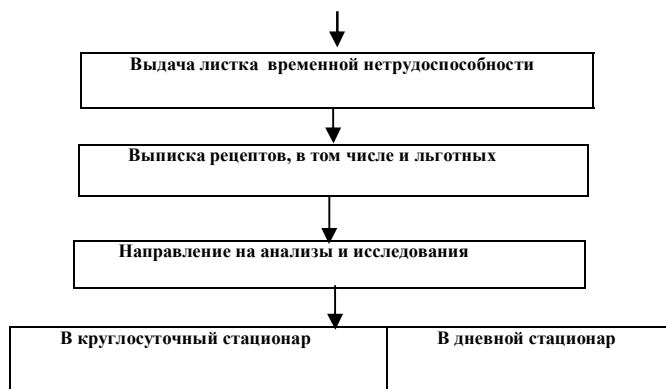 Выдача листка временной нетрудоспособности
Выписка рецептов, в том числе и льготных
Направление на анализы и исследования
В круглосуточный стационар
В дневной стационар